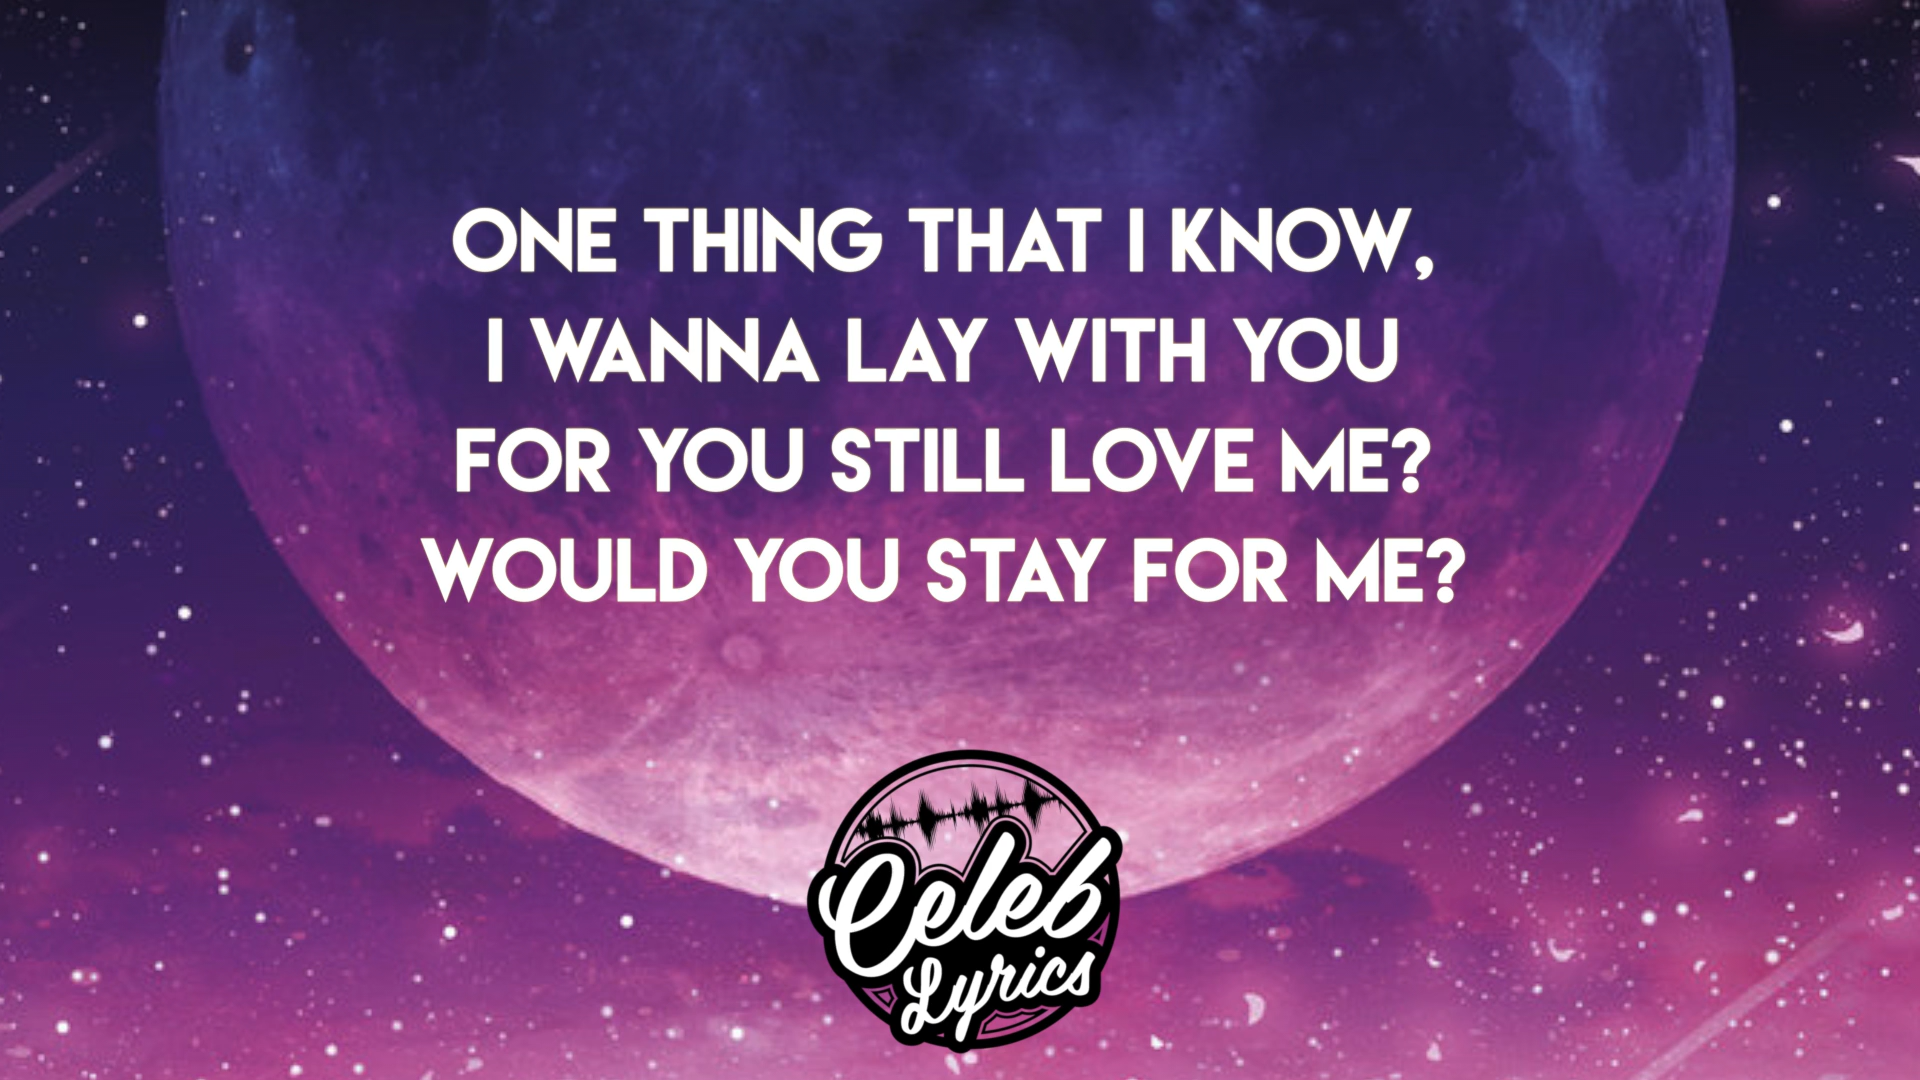 ONE THING THAT I KNOW,
I WANNA LAY WITH YOU
FOR YOU STILL LOVE ME?
WOULD YOU STAY FOR ME?
Celeb
Lyrics